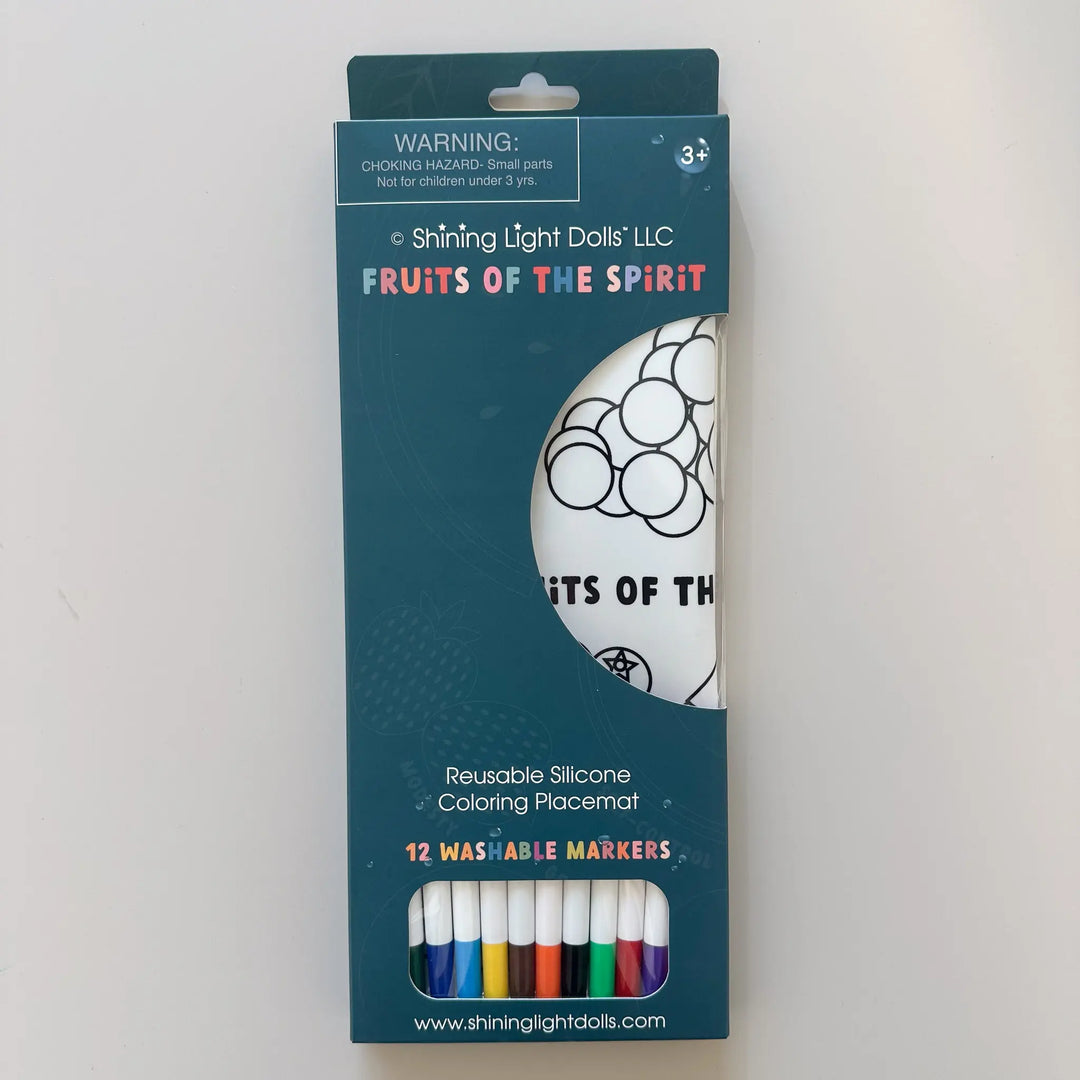 WARNING:
CHOKING HAZARD- Small parts
Not for children under 3 yrs.
3+
© Shining Light Dolls™ LLC
FRUiTS OF THE SPiRiT
iTS OF TH
Reusable Silicone
Coloring Placemat
12 WASHABLE MARKERS
www.shininglightdolls.com